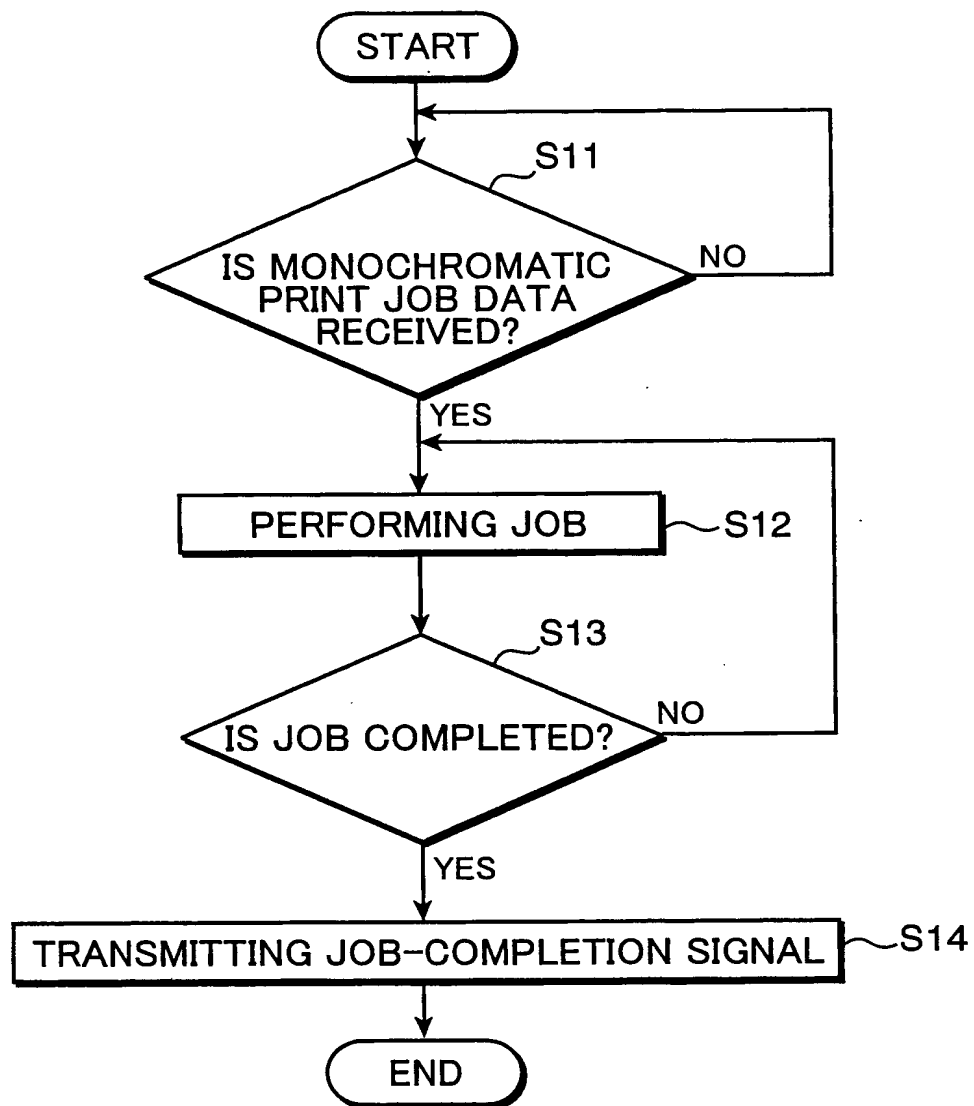 START
S11
IS MONOCHROMATIC
PRINT JOB DATA
RECEIVED?
NO
YES
PERFORMING JOB
S12
S13
IS JOB COMPLETED?
NO
YES
TRANSMITTING JOB-COMPLETION SIGNAL
S14
END